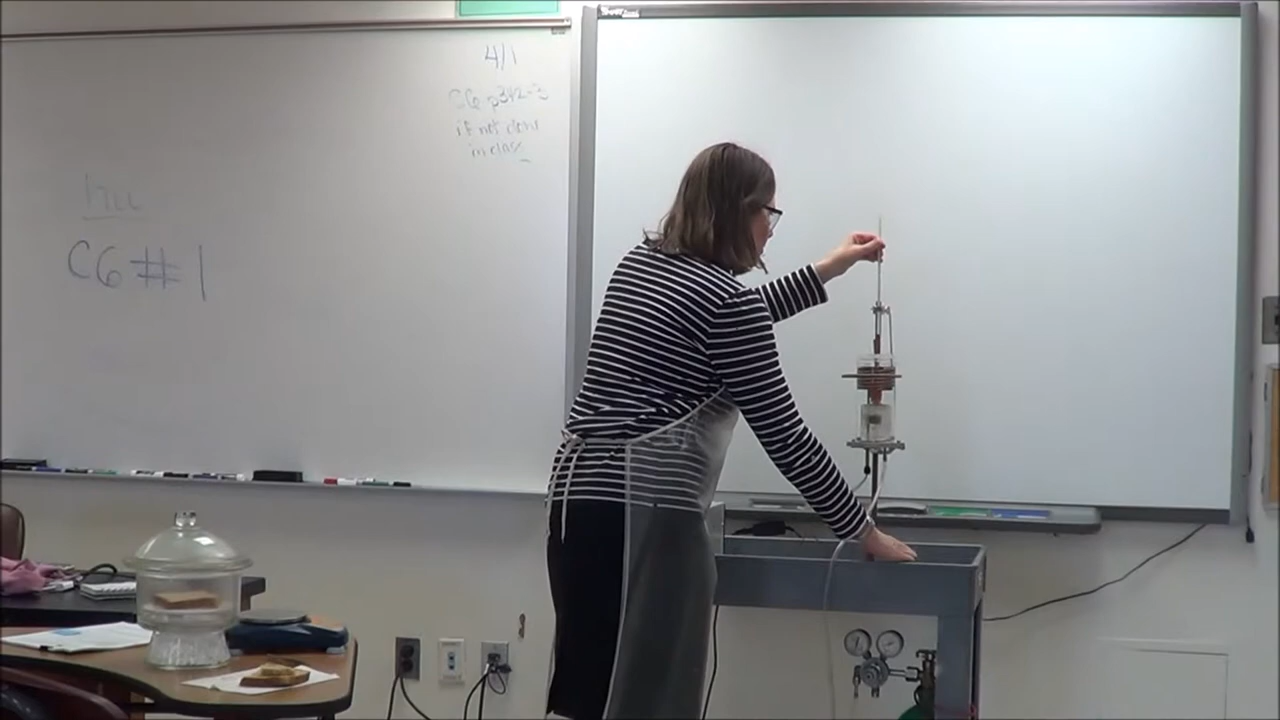 4/1
C6 p342-3
if not done
in class
C6 #1